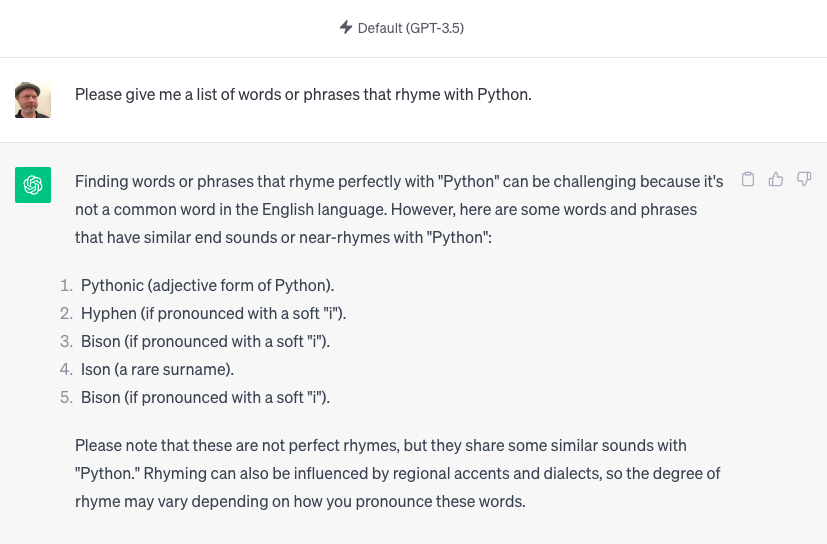 Default (GPT-3.5)
Please give me a list of words or phrases that rhyme with Python.
Finding words or phrases that rhyme perfectly with "Python" can be challenging because it's
not a common word in the English language. However, here are some words and phrases
that have similar end sounds or near-rhymes with "Python":
1. Pythonic (adjective form of Python).
2. Hyphen (if pronounced with a soft "i").
3. Bison (if pronounced with a soft "i").
4. Ison (a rare surname).
5. Bison (if pronounced with a soft "i").
Please note that these are not perfect rhymes, but they share some similar sounds with
"Python." Rhyming can also be influenced by regional accents and dialects, so the degree of
rhyme may vary depending on how you pronounce these words.